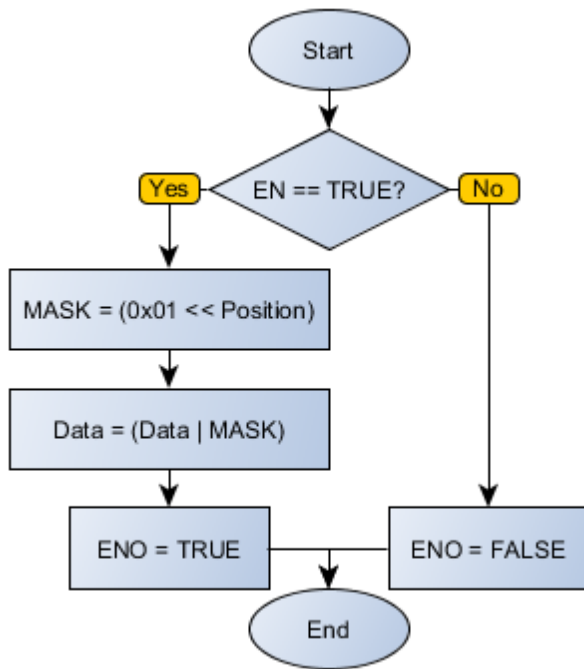 Start
EN == TRUE?
Yes
No
MASK = (0x01 << Position)
Data = (Data | MASK)
ENO = TRUE
ENO = FALSE
End